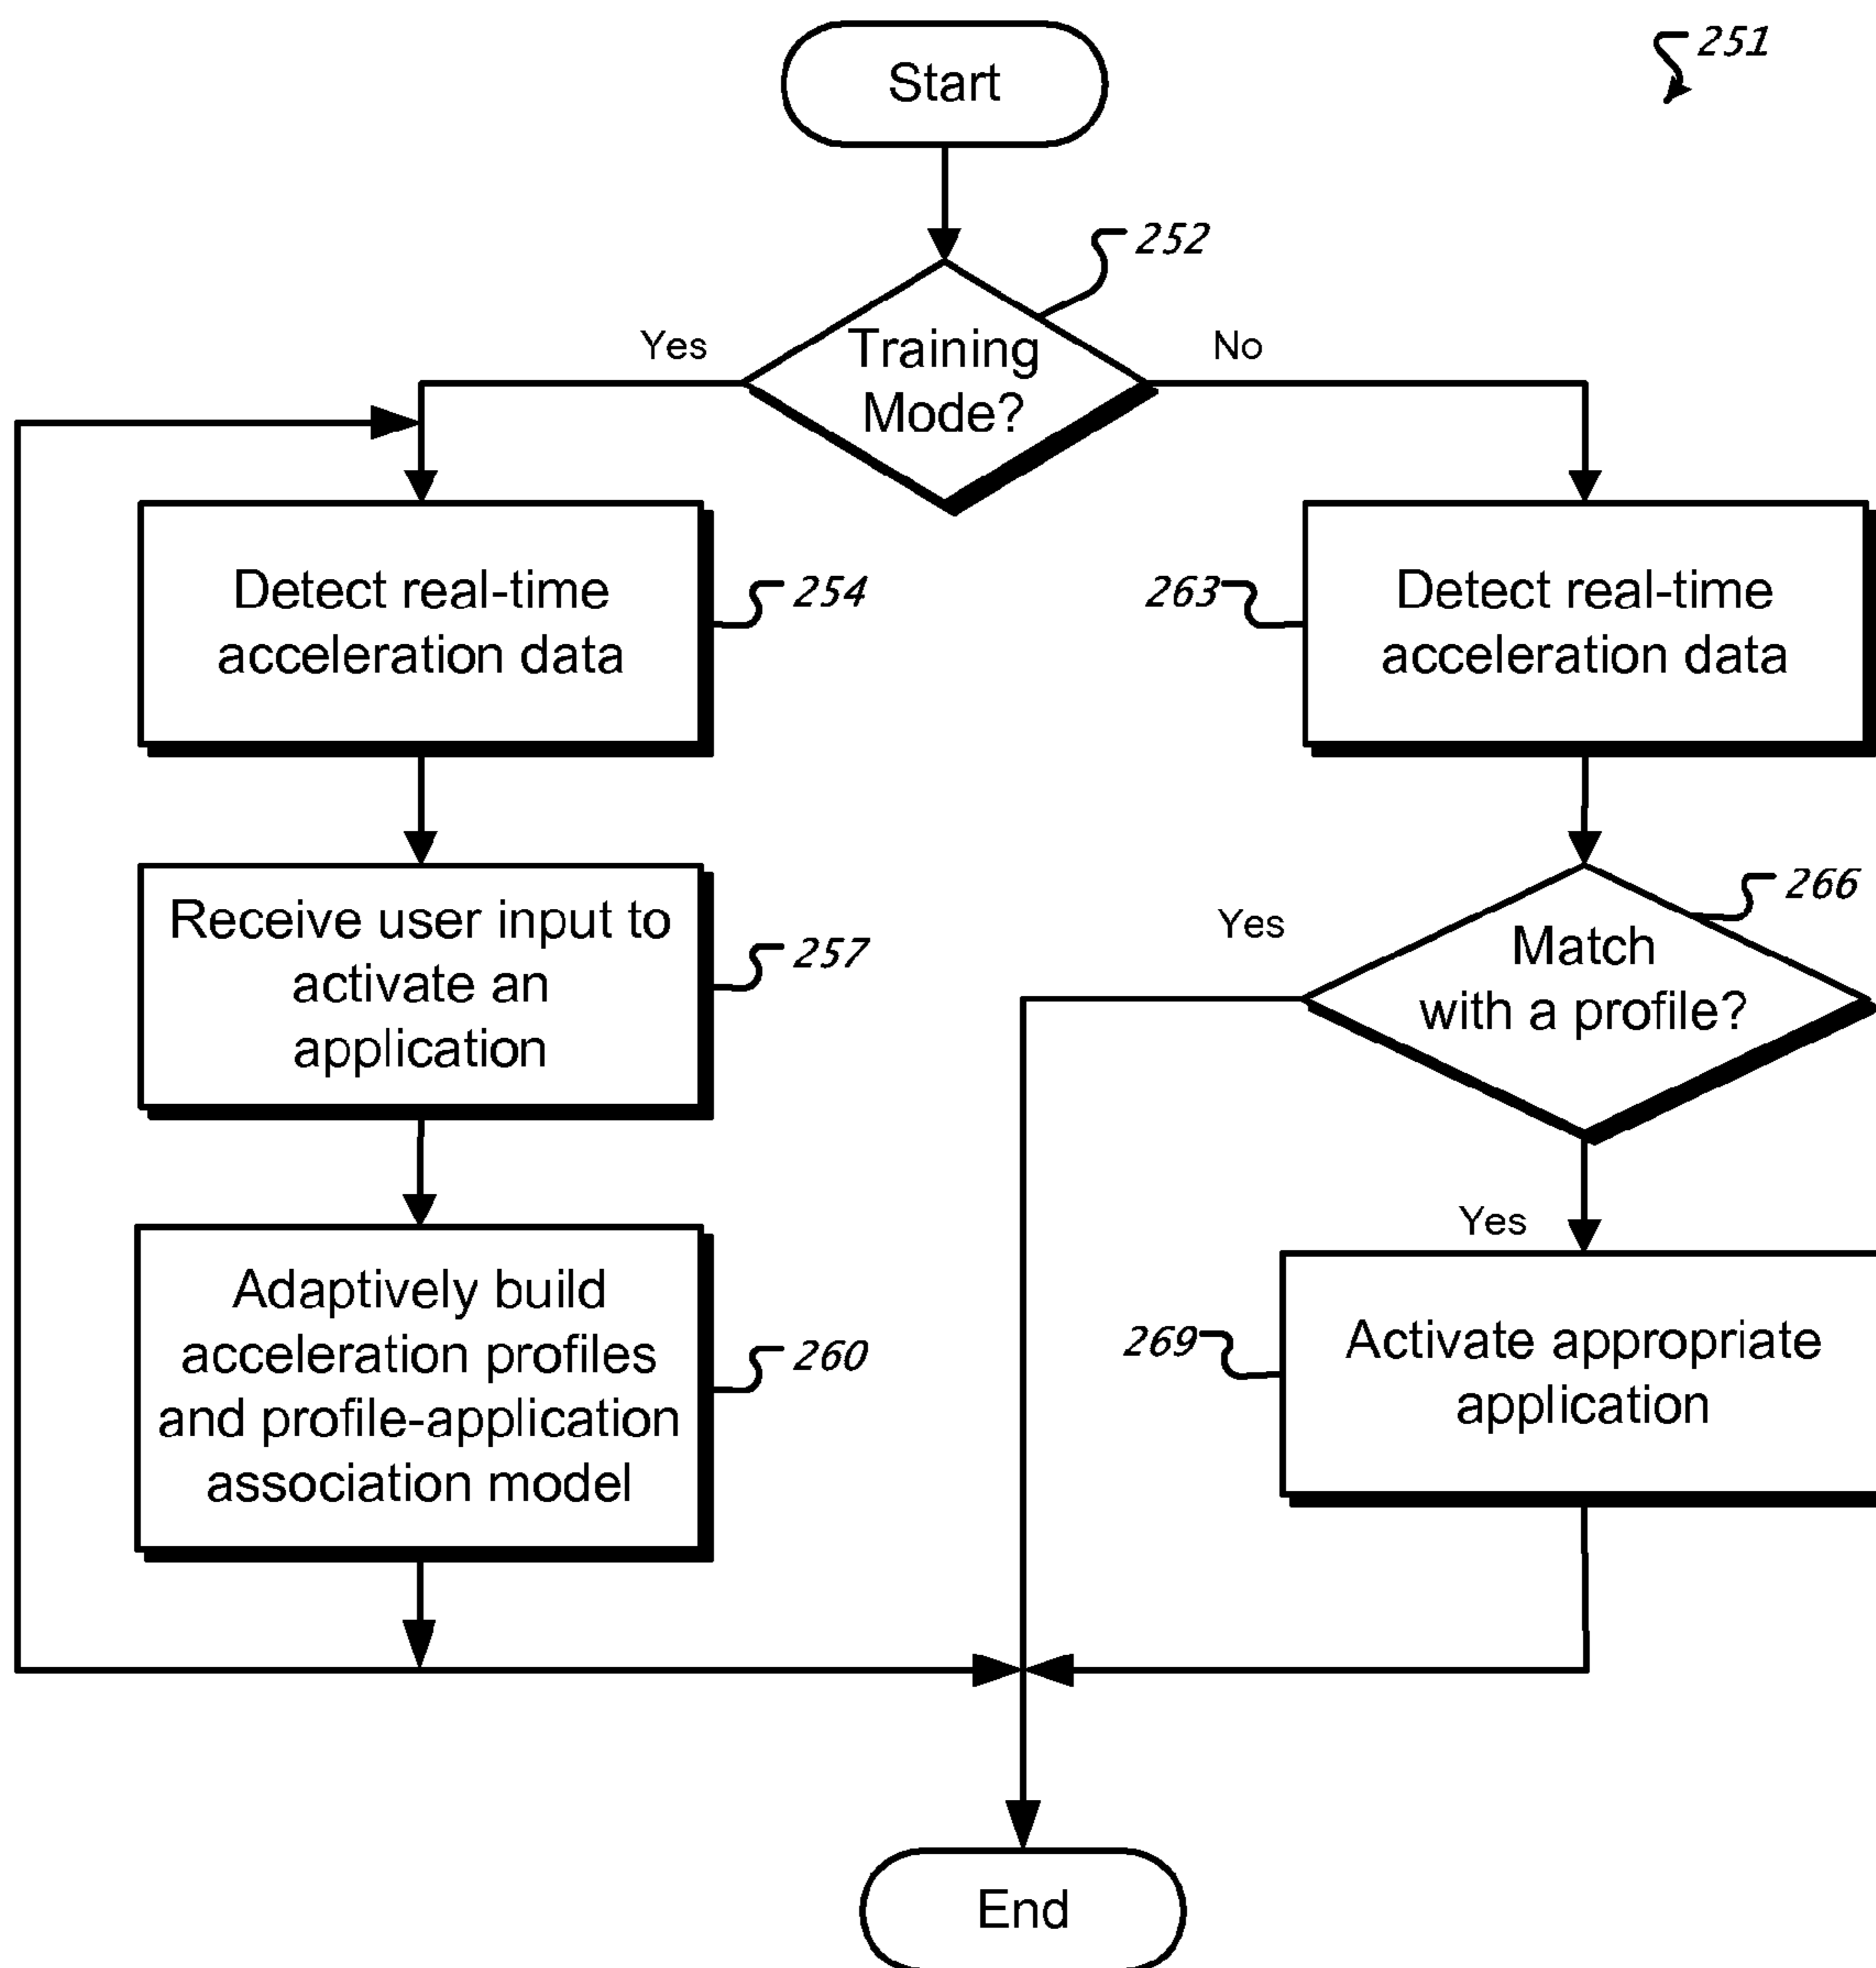 251
Start
252
Yes
Training
Mode?
No
Detect real-time
acceleration data
254
263
Detect real-time
acceleration data
Receive user input to
activate an
application
257
Yes
Match
with a profile?
266
Yes
Adaptively build
acceleration profiles
and profile-application
association model
260
269
Activate appropriate
application
End